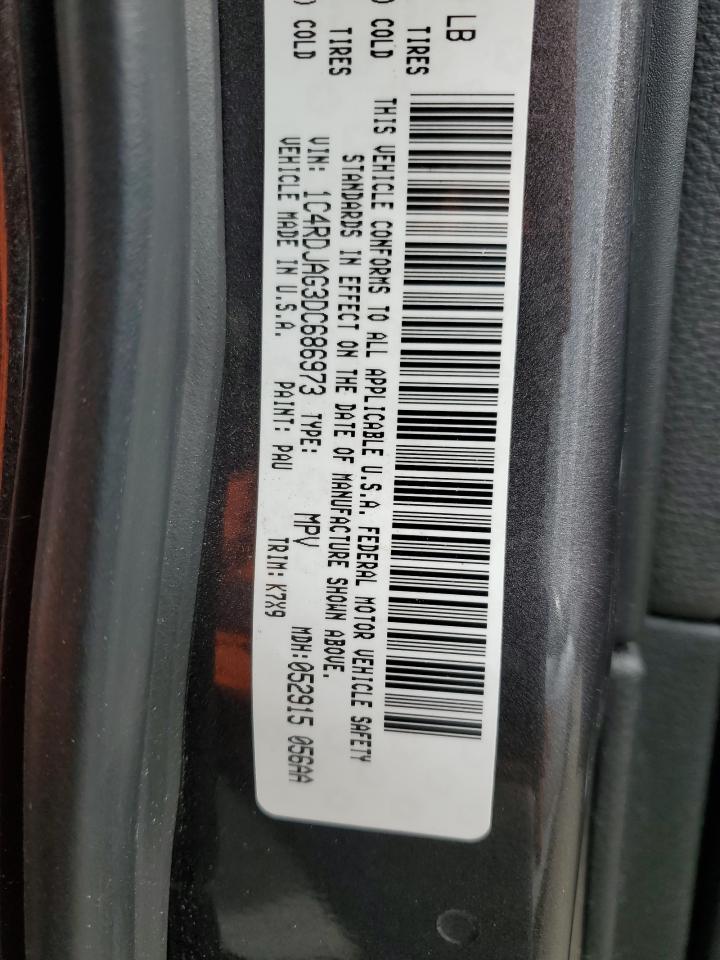 LB
) COLD TIRES
) COLD TIRES
THIS VEHICLE CONFORMS TO ALL APPLICABLE U.S.A. FEDERAL MOTOR VEHICLE SAFETY
STANDARDS IN EFFECT ON THE DATE OF MANUFACTURE SHOWN ABOVE.
VIN: 1C4RDJAG3DC686973 TYPE: MPV MDH:052915 056AA
VEHICLE MADE IN U.S.A. PAINT: PAU TRIM: K7X9